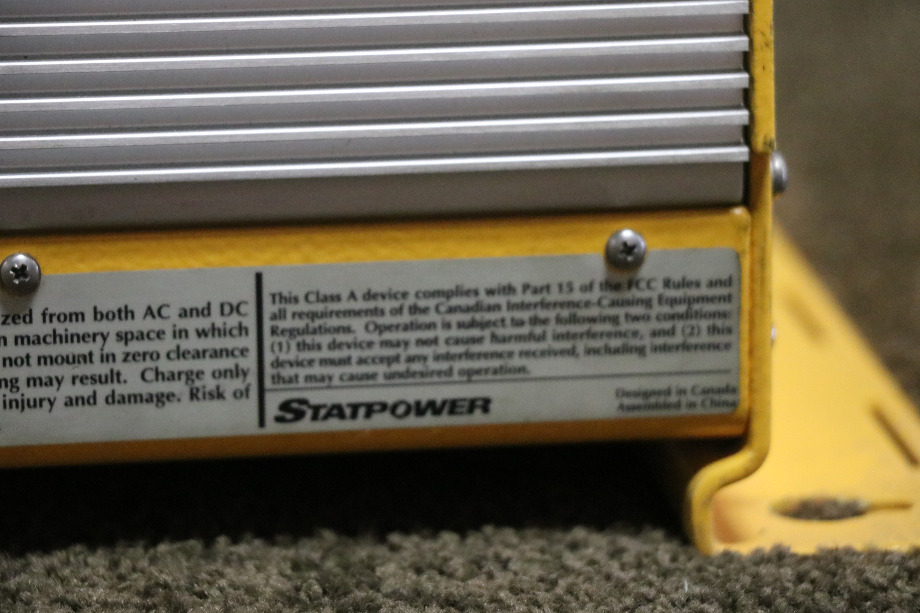 zed from both AC and DC
n machinery space in which
not mount in zero clearance
ng may result. Charge only
injury and damage. Risk of
This Class A device complies with Part 15 of the FCC Rules and
all requirements of the Canadian Interference-Causing Equipment
Regulations. Operation is subject to the following two conditions:
(1) this device may not cause harmful interference, and (2) this
device must accept any interference received, including interference
that may cause undesired operation.
STATPOWER
Designed in Canada
Assembled in China